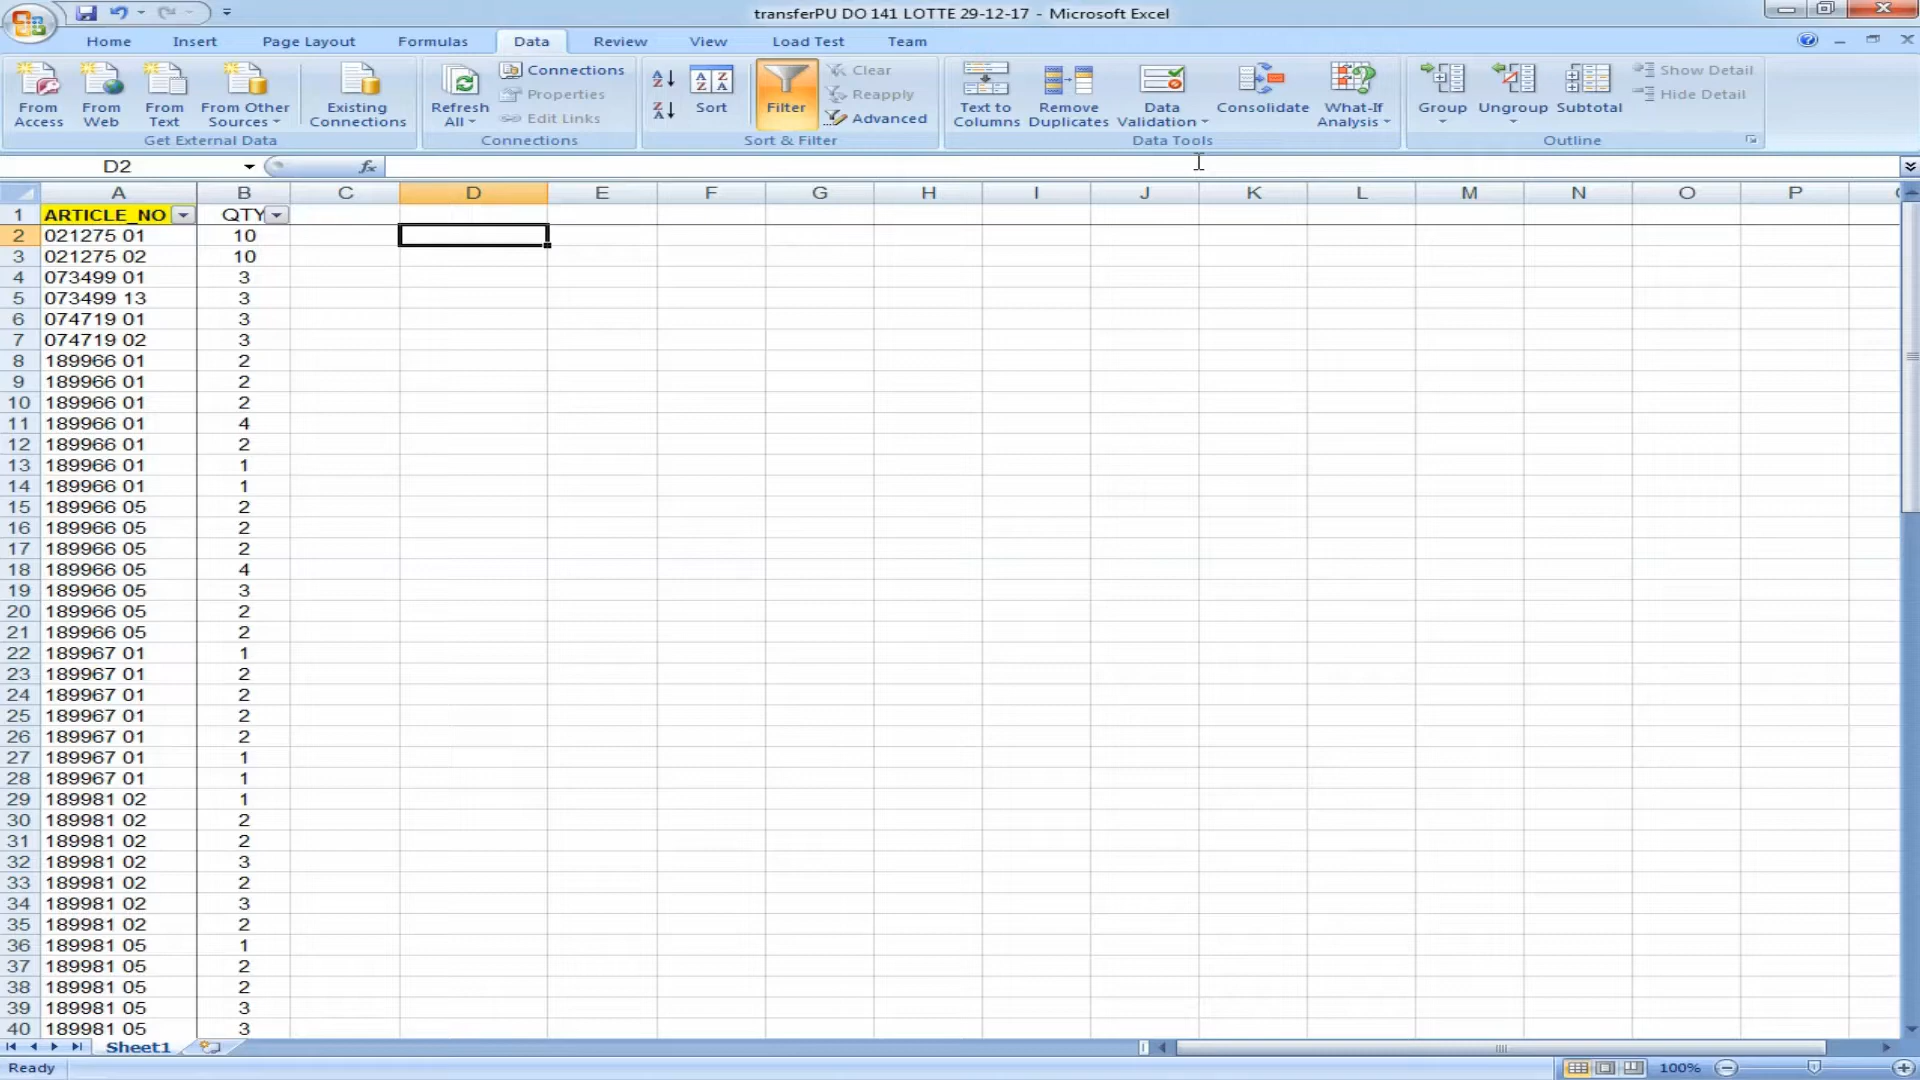 transferPU DO 141 LOTTE 29-12-17 - Microsoft Excel
Home Insert Page Layout Formulas Data Review View Load Test Team
From Access From Web From Text From Other Sources Existing Connections Refresh All Connections Properties Edit Links Sort Filter Clear Reapply Advanced Text to Columns Remove Duplicates Data Validation Consolidate What-If Analysis Group Ungroup Subtotal Show Detail Hide Detail
Get External Data Connections Sort & Filter Data Tools Outline
D2 fx
A B C D E F G H I J K L M N O P
1 ARTICLE_NO QTY
2 021275 01 10
3 021275 02 10
4 073499 01 3
5 073499 13 3
6 074719 01 3
7 074719 02 3
8 189966 01 2
9 189966 01 2
10 189966 01 2
11 189966 01 4
12 189966 01 2
13 189966 01 1
14 189966 01 1
15 189966 05 2
16 189966 05 2
17 189966 05 2
18 189966 05 4
19 189966 05 3
20 189966 05 2
21 189966 05 2
22 189967 01 1
23 189967 01 2
24 189967 01 2
25 189967 01 2
26 189967 01 2
27 189967 01 1
28 189967 01 1
29 189981 02 1
30 189981 02 2
31 189981 02 2
32 189981 02 3
33 189981 02 2
34 189981 02 3
35 189981 02 2
36 189981 05 1
37 189981 05 2
38 189981 05 2
39 189981 05 3
40 189981 05 3
Sheet1
Ready 100%